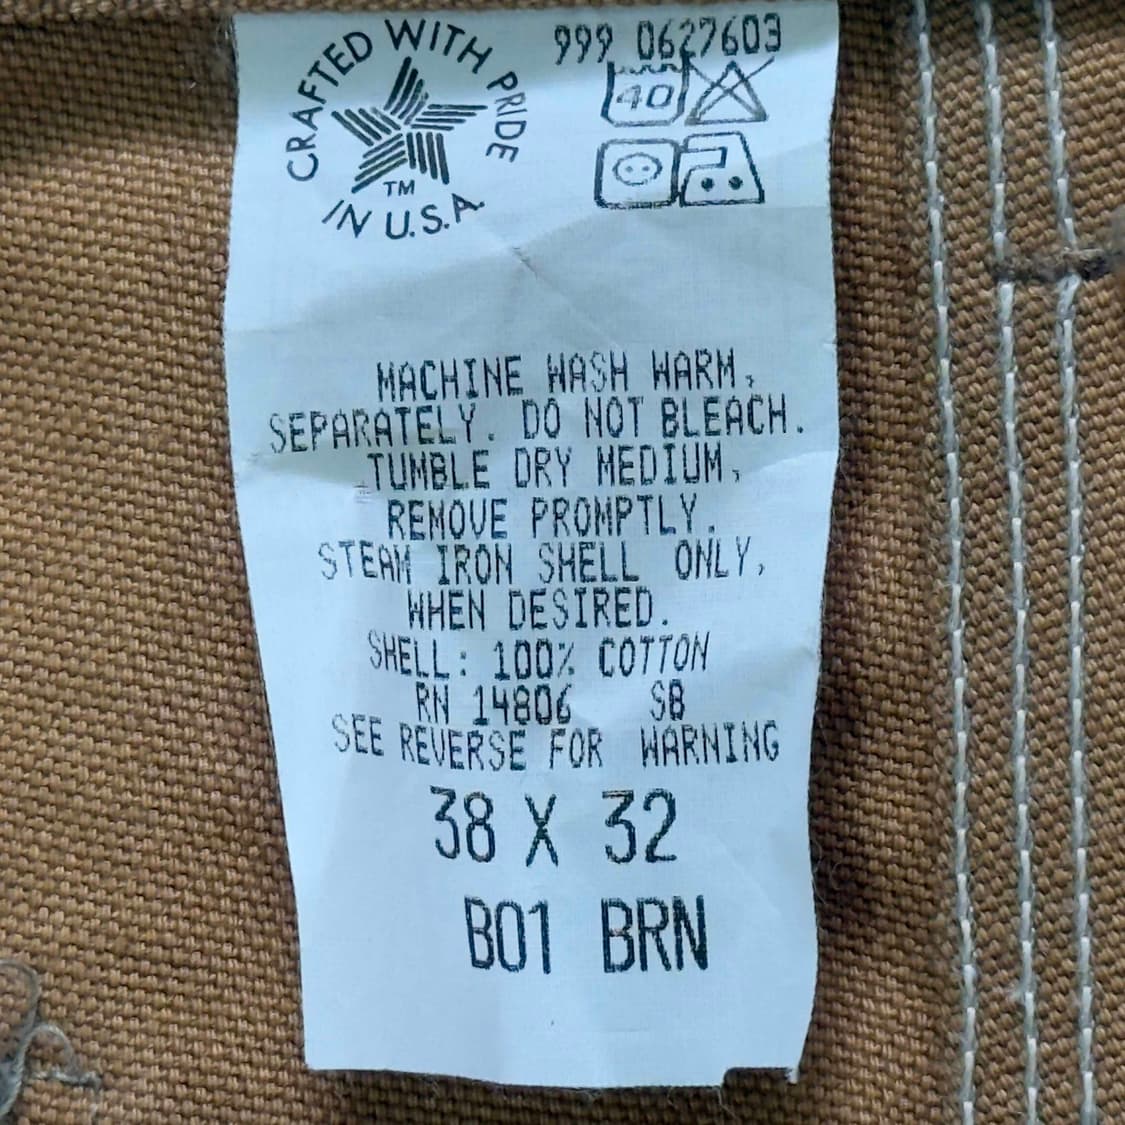 CRAFTED WITH PRIDE
TM
IN U.S.A.
999 0627603
40
MACHINE WASH WARM,
SEPARATELY. DO NOT BLEACH.
TUMBLE DRY MEDIUM,
REMOVE PROMPTLY.
STEAM IRON SHELL ONLY,
WHEN DESIRED.
SHELL: 100% COTTON
RN 14806 SB
SEE REVERSE FOR WARNING
38 X 32
B01 BRN